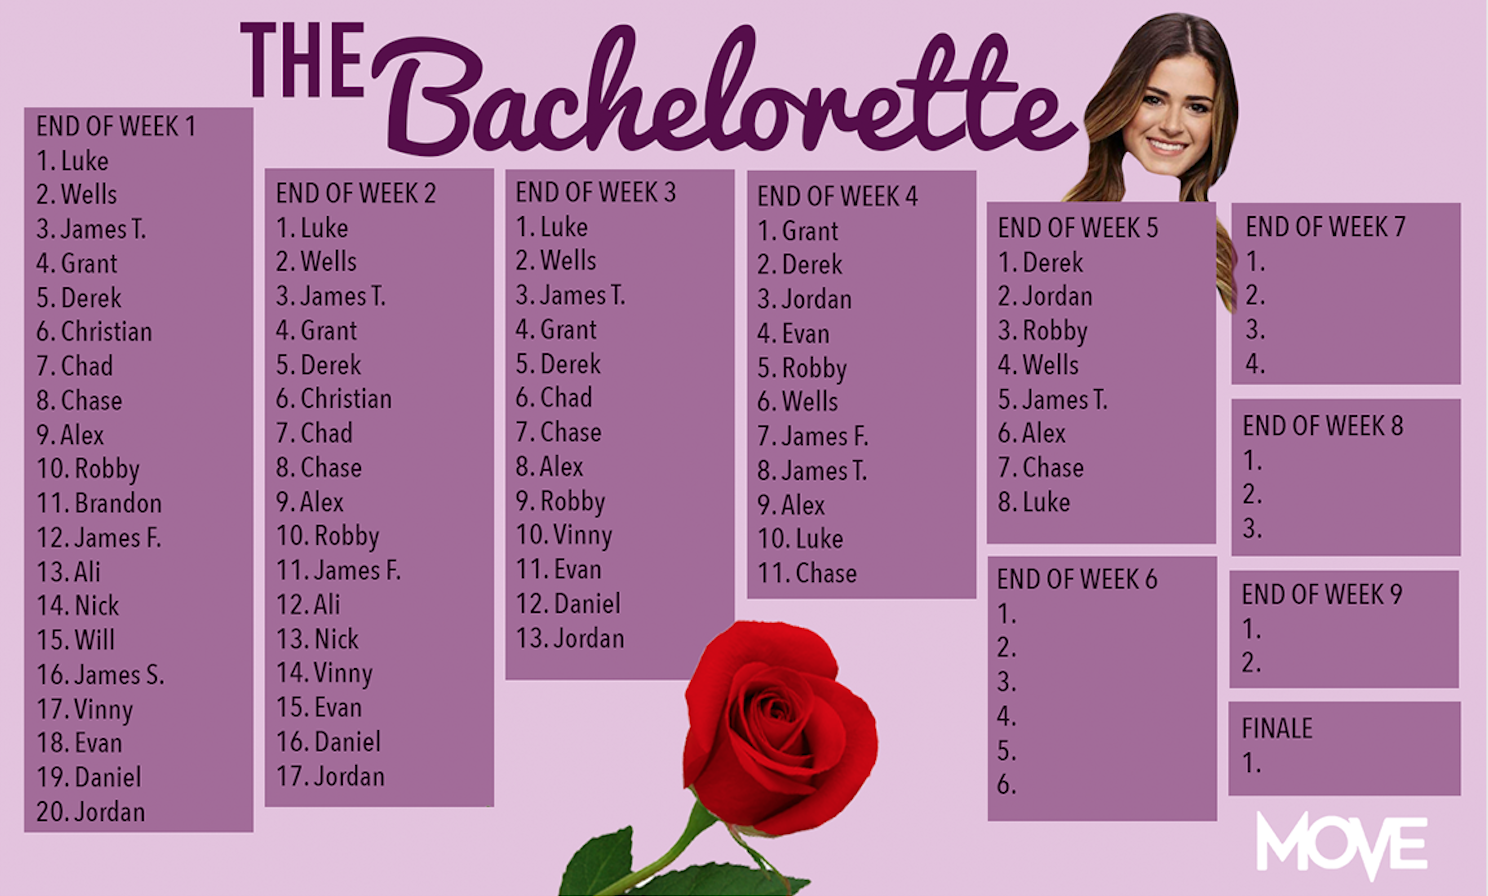 THE Bachelorette
END OF WEEK 1
1. Luke
2. Wells
3. James T.
4. Grant
5. Derek
6. Christian
7. Chad
8. Chase
9. Alex
10. Robby
11. Brandon
12. James F.
13. Ali
14. Nick
15. Will
16. James S.
17. Vinny
18. Evan
19. Daniel
20. Jordan
END OF WEEK 2
1. Luke
2. Wells
3. James T.
4. Grant
5. Derek
6. Christian
7. Chad
8. Chase
9. Alex
10. Robby
11. James F.
12. Ali
13. Nick
14. Vinny
15. Evan
16. Daniel
17. Jordan
END OF WEEK 3
1. Luke
2. Wells
3. James T.
4. Grant
5. Derek
6. Chad
7. Chase
8. Alex
9. Robby
10. Vinny
11. Evan
12. Daniel
13. Jordan
END OF WEEK 4
1. Grant
2. Derek
3. Jordan
4. Evan
5. Robby
6. Wells
7. James F.
8. James T.
9. Alex
10. Luke
11. Chase
END OF WEEK 5
1. Derek
2. Jordan
3. Robby
4. Wells
5. James T.
6. Alex
7. Chase
8. Luke
END OF WEEK 6
1.
2.
3.
4.
5.
6.
END OF WEEK 7
1.
2.
3.
4.
END OF WEEK 8
1.
2.
3.
END OF WEEK 9
1.
2.
FINALE
1.
MOVE